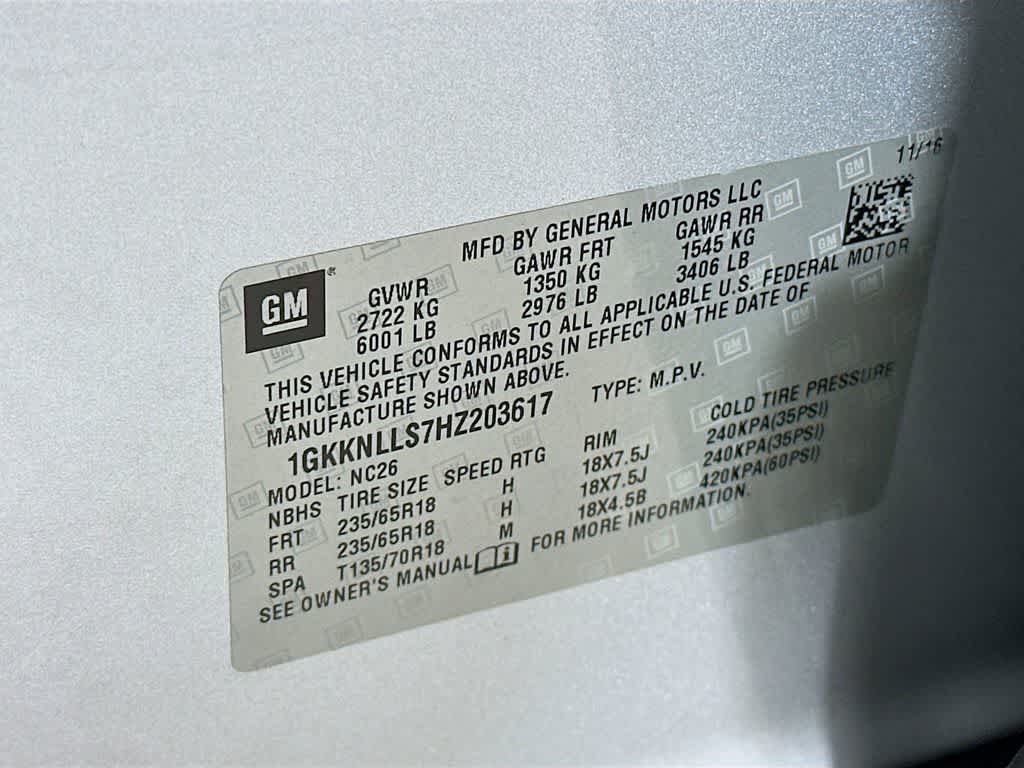 11/16
MFD BY GENERAL MOTORS LLC
GM
GVWR GAWR FRT GAWR RR
2722 KG 1350 KG 1545 KG
6001 LB 2976 LB 3406 LB
THIS VEHICLE CONFORMS TO ALL APPLICABLE U.S. FEDERAL MOTOR
VEHICLE SAFETY STANDARDS IN EFFECT ON THE DATE OF
MANUFACTURE SHOWN ABOVE.
1GKKNLLS7HZ203617 TYPE: M.P.V.
MODEL: NC26
NBHS TIRE SIZE SPEED RTG RIM COLD TIRE PRESSURE
FRT 235/65R18 H 18X7.5J 240KPA(35PSI)
RR 235/65R18 H 18X7.5J 240KPA(35PSI)
SPA T135/70R18 M 18X4.5B 420KPA(60PSI)
SEE OWNER'S MANUAL FOR MORE INFORMATION.